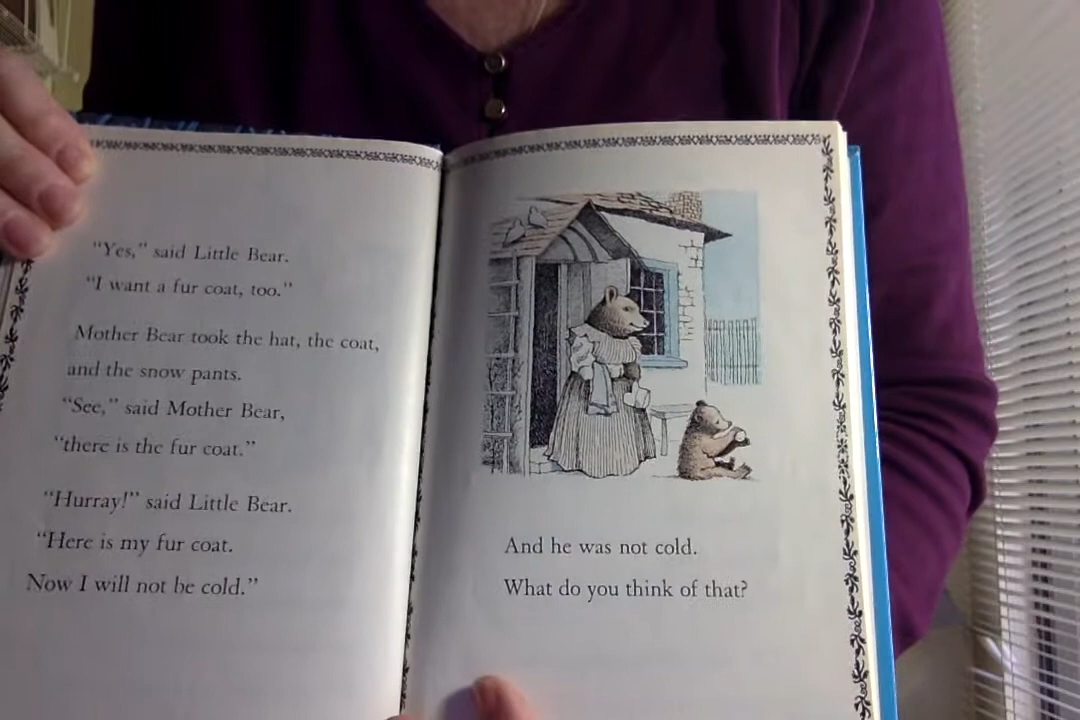 “Yes,” said Little Bear.
“I want a fur coat, too.”
Mother Bear took the hat, the coat,
and the snow pants.
“See,” said Mother Bear,
“there is the fur coat.”
“Hurray!” said Little Bear.
“Here is my fur coat.
Now I will not be cold.”
And he was not cold.
What do you think of that?